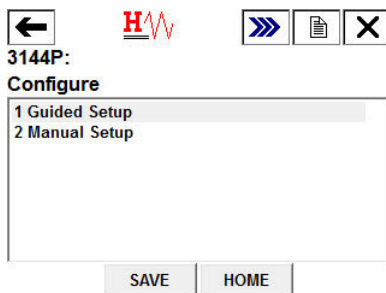 H
3144P:
Configure
1 Guided Setup
2 Manual Setup
SAVE HOME